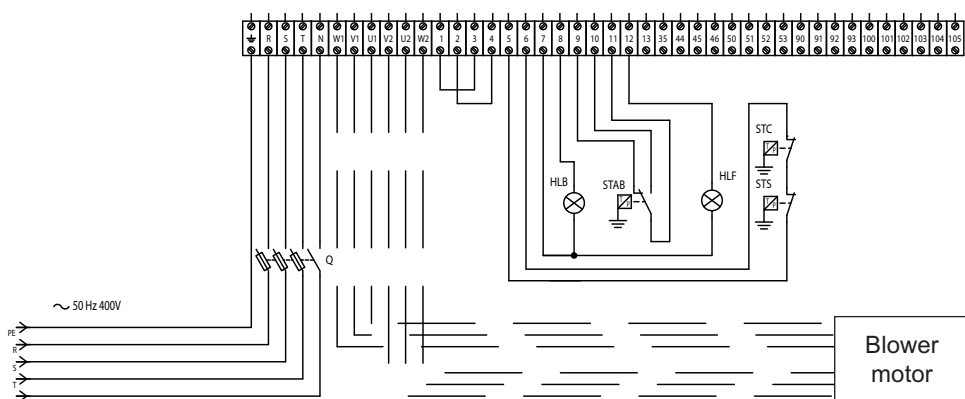 R S T N W1 V1 U1 V2 U2 W2 1 2 3 4 5 6 7 8 9 10 11 12 13 35 44 45 46 50 51 52 53 90 91 92 93 100 101 102 103 104 105
STC
HLB
STAB
HLF
STS
Q
50 Hz 400V
PE
R
S
T
Blower
motor